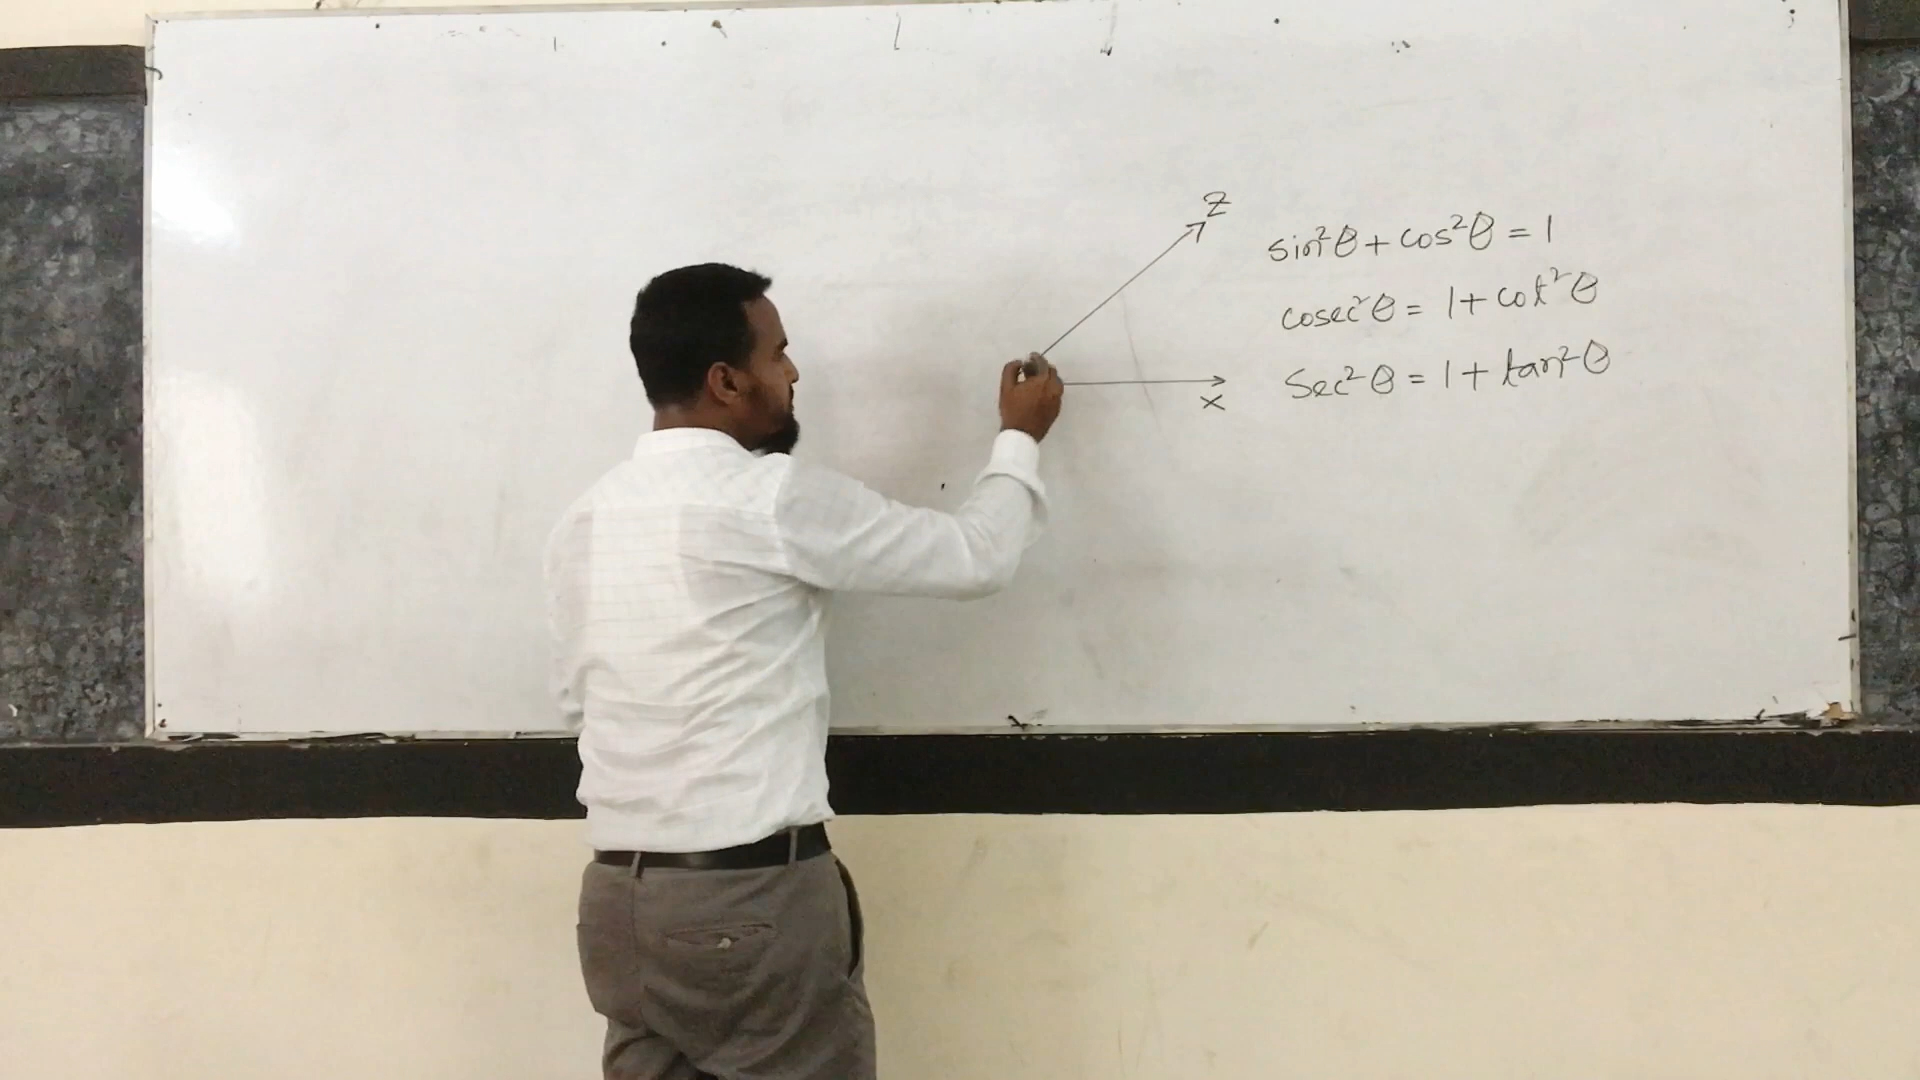 Z
sin²θ + cos²θ = 1
cosec²θ = 1 + cot²θ
X
Sec²θ = 1 + tan²θ